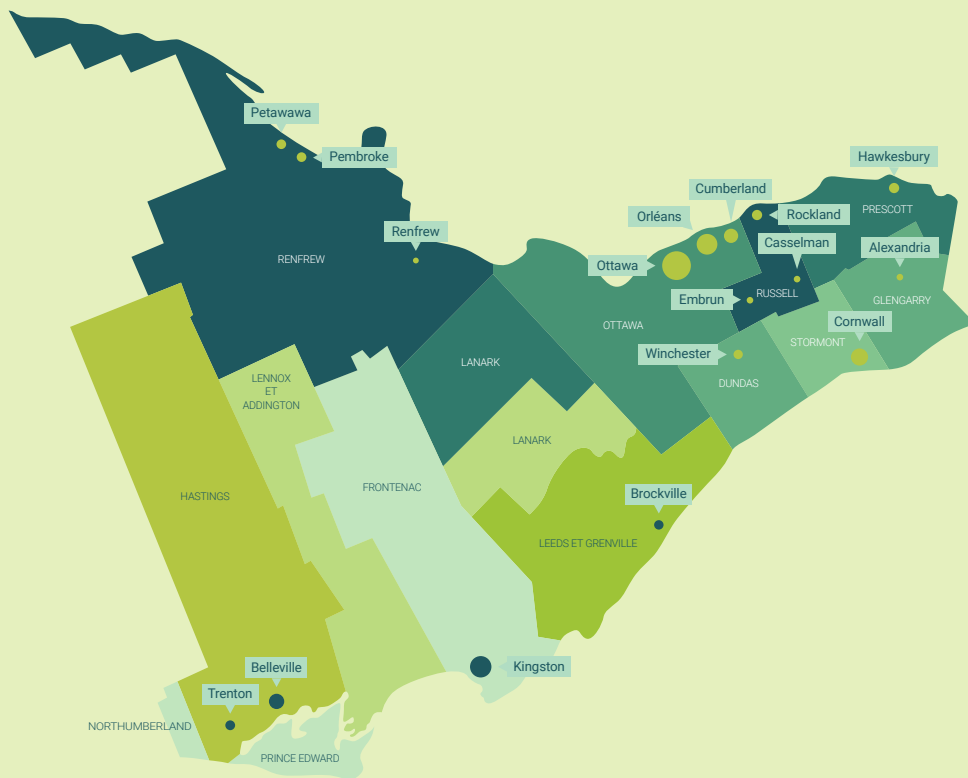 Petawawa
Pembroke
Hawkesbury
Cumberland
Orléans
Rockland
PRESCOTT
Renfrew
Casselman
Alexandria
RENFREW
Ottawa
RUSSELL
Embrun
GLENGARRY
OTTAWA
Cornwall
STORMONT
Winchester
LANARK
DUNDAS
LENNOX
ET
ADDINGTON
LANARK
FRONTENAC
HASTINGS
Brockville
LEEDS ET GRENVILLE
Belleville
Kingston
Trenton
NORTHUMBERLAND
PRINCE EDWARD